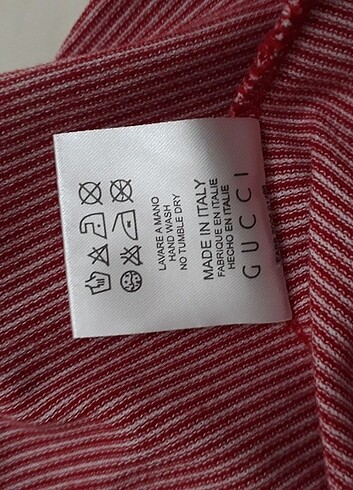 LAVARE A MANO
HAND WASH
NO TUMBLE DRY
MADE IN ITALY
FABRIQUE EN ITALIE
HECHO EN ITALIE
GUCCI